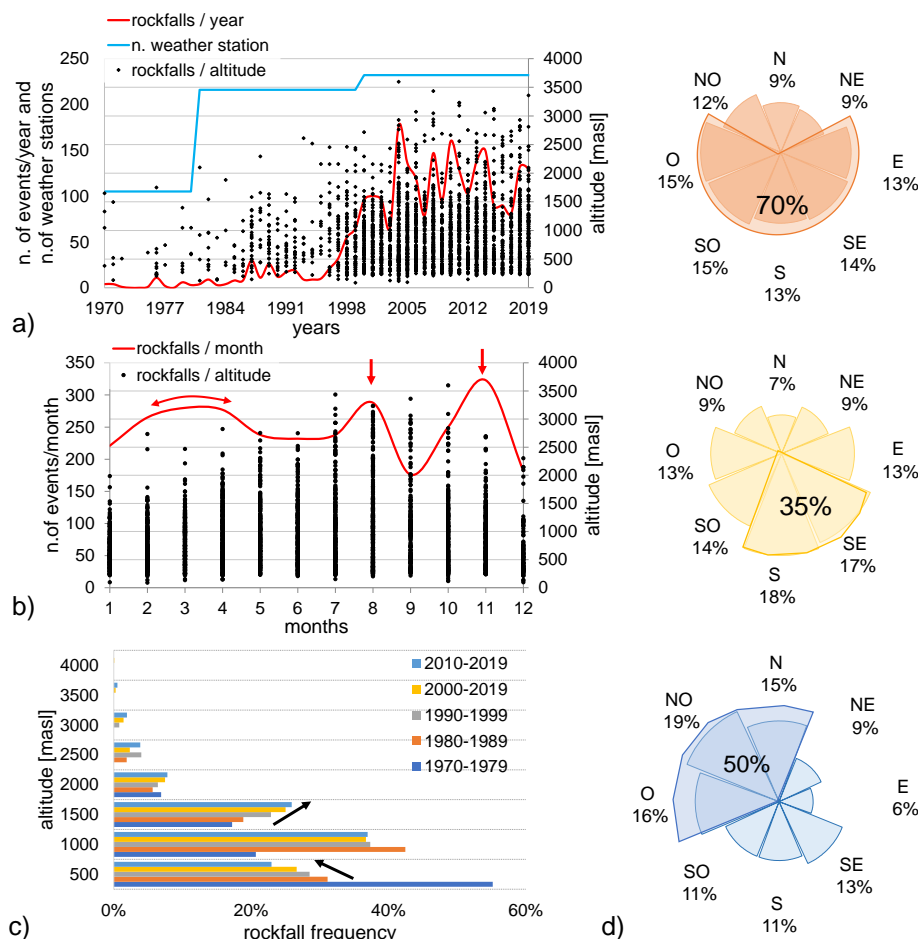 rockfalls / year
n. weather station
rockfalls / altitude
n. of events/year and
n.of weather stations
250
200
150
100
50
0
4000
3500
3000
2500
2000
1500
1000
500
0
altitude [masl]
1970 1977 1984 1991 1998 2005 2012 2019
years
a)
rockfalls / month
rockfalls / altitude
n.of events/month
350
300
250
200
150
100
50
0
4000
3500
3000
2500
2000
1500
1000
500
0
altitude [masl]
1 2 3 4 5 6 7 8 9 10 11 12
months
b)
altitude [masl]
4000
3500
3000
2500
2000
1500
1000
500
2010-2019
2000-2019
1990-1999
1980-1989
1970-1979
0% 20% 40% 60%
rockfall frequency
c)
N
9%
NE
9%
E
13%
SE
14%
S
13%
SO
15%
O
15%
NO
12%
70%
N
7%
NE
9%
E
13%
SE
17%
S
18%
SO
14%
O
13%
NO
9%
35%
N
15%
NE
9%
E
6%
SE
13%
S
11%
SO
11%
O
16%
NO
19%
50%
d)